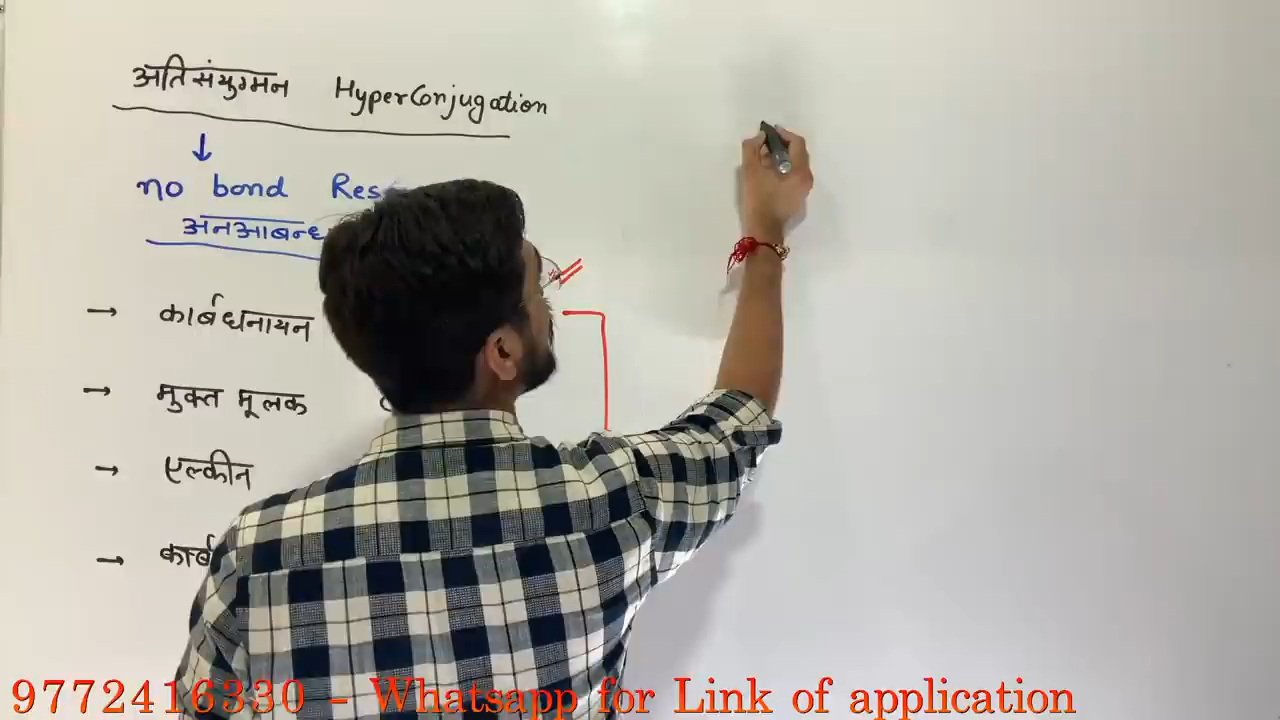 अतिसंयुग्मन HyperConjugation
no bond Res
अनआबन्ध
→ कार्बधनायन
→ मुक्त मूलक
→ एल्कीन
→ कार्ब
9772416330 - Whatsapp for Link of application